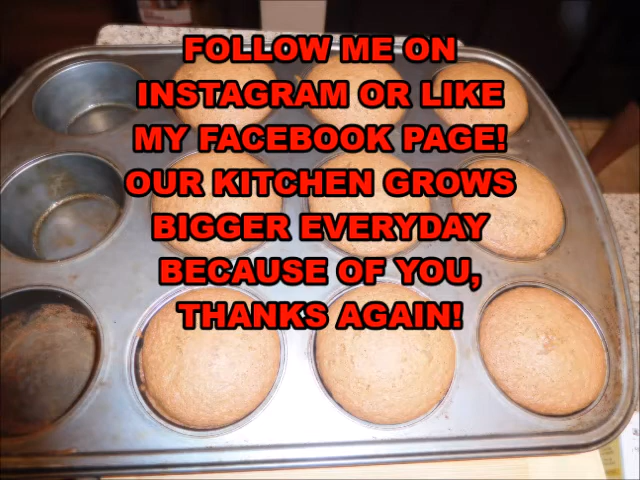 FOLLOW ME ON
INSTAGRAM OR LIKE
MY FACEBOOK PAGE!
OUR KITCHEN GROWS
BIGGER EVERYDAY
BECAUSE OF YOU,
THANKS AGAIN!